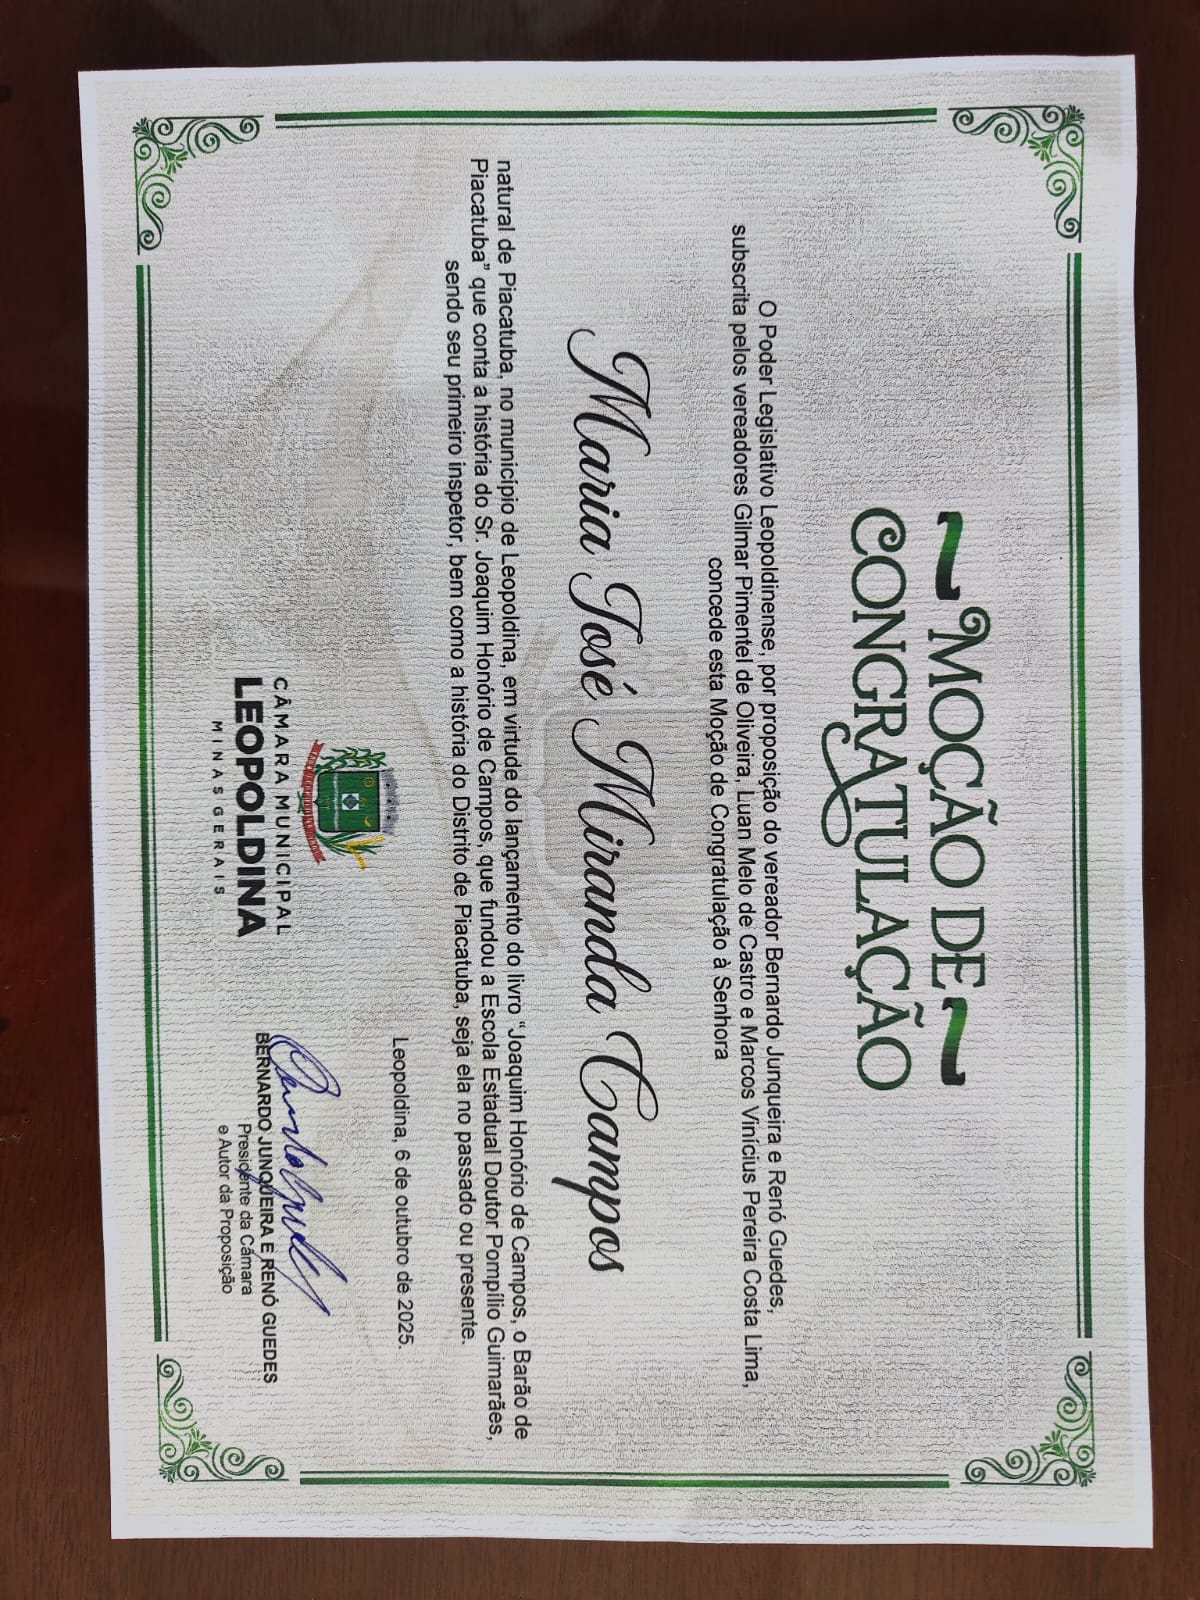 MOÇÃO DE
CONGRATULAÇÃO
O Poder Legislativo Leopoldinense, por proposição do vereador Bernardo Junqueira e Renó Guedes,
subscrita pelos vereadores Gilmar Pimentel de Oliveira, Luan Melo de Castro e Marcos Vinícius Pereira Costa Lima,
concede esta Moção de Congratulação à Senhora
Maria José Miranda Campos
natural de Piacatuba, no município de Leopoldina, em virtude do lançamento do livro “Joaquim Honório de Campos, o Barão de
Piacatuba” que conta a história do Sr. Joaquim Honório de Campos, que fundou a Escola Estadual Doutor Pompílio Guimarães,
sendo seu primeiro inspetor, bem como a história do Distrito de Piacatuba, seja ela no passado ou presente.
Leopoldina, 6 de outubro de 2025.
CÂMARA MUNICIPAL
LEOPOLDINA
MINAS GERAIS
BERNARDO JUNQUEIRA E RENÓ GUEDES
Presidente da Câmara
e Autor da Proposição